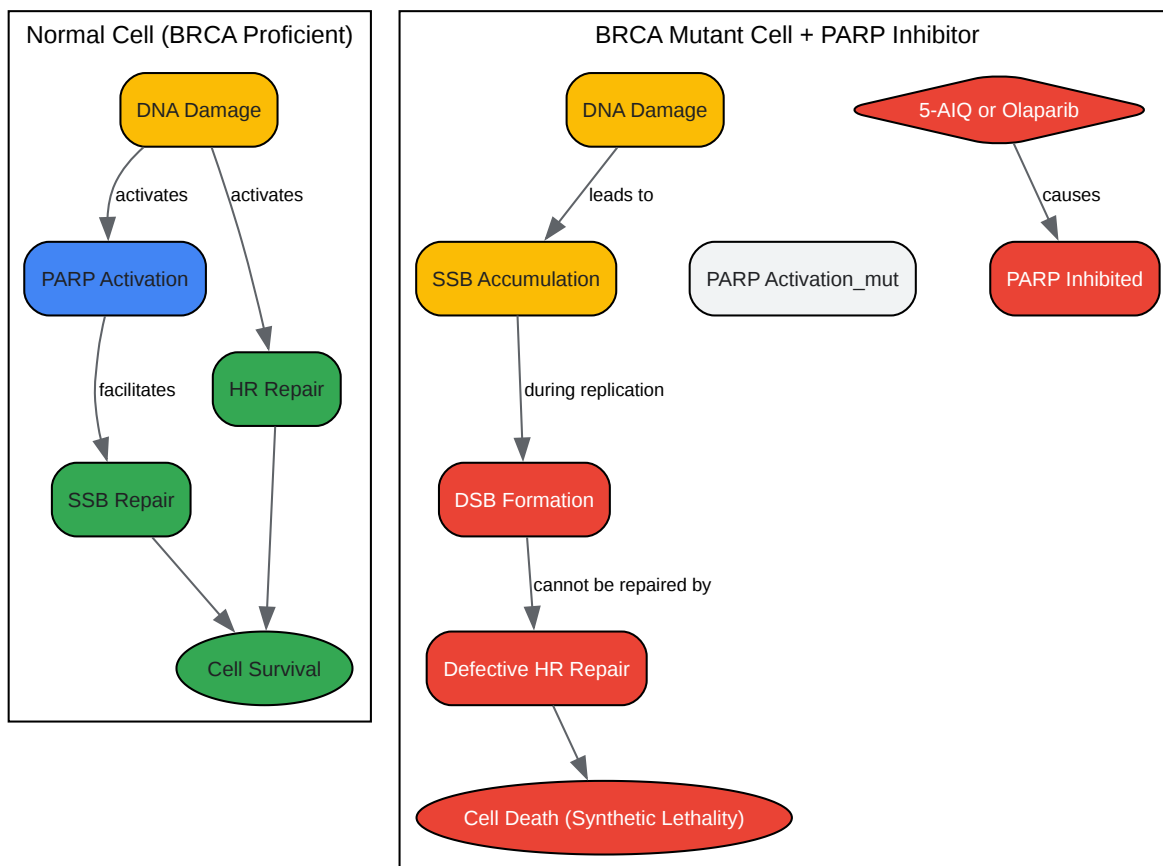 Normal Cell (BRCA Proficient)
DNA Damage
activates
activates
PARP Activation
HR Repair
facilitates
SSB Repair
Cell Survival
BRCA Mutant Cell + PARP Inhibitor
DNA Damage
5-AIQ or Olaparib
leads to
causes
SSB Accumulation
PARP Activation_mut
PARP Inhibited
during replication
DSB Formation
cannot be repaired by
Defective HR Repair
Cell Death (Synthetic Lethality)